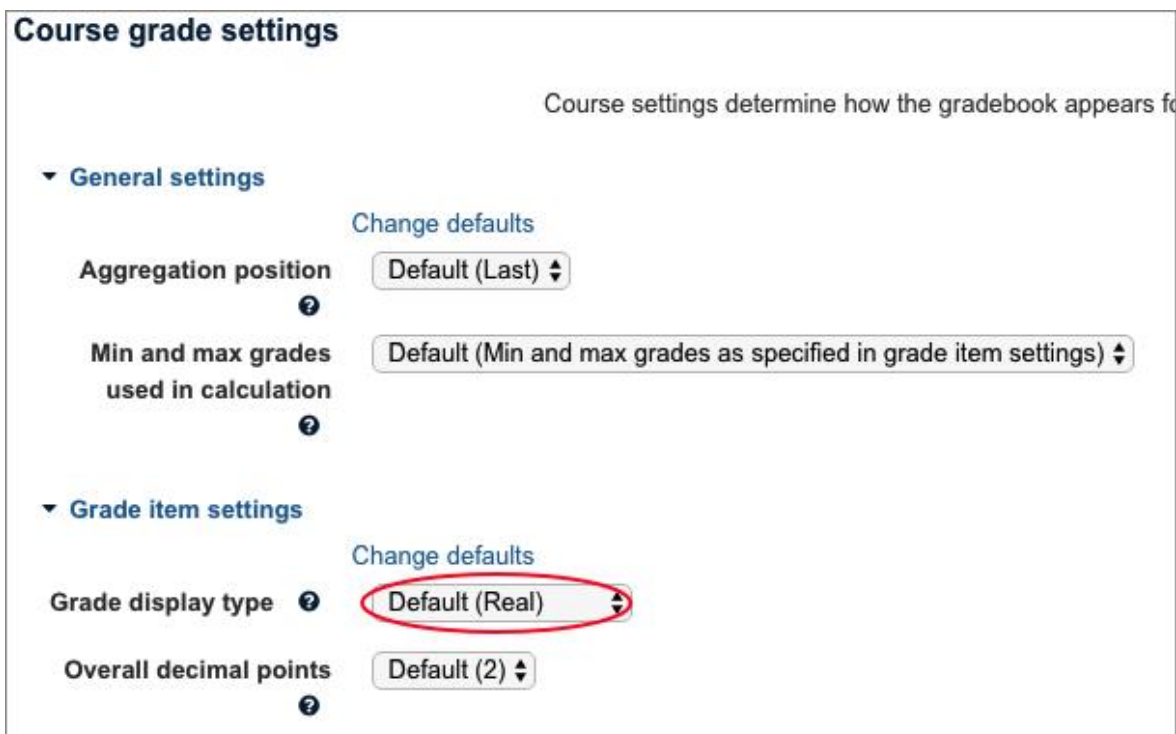 Course grade settings
Course settings determine how the gradebook appears
General settings
Change defaults
Aggregation position
Default (Last)
Min and max grades
used in calculation
Default (Min and max grades as specified in grade item settings)
Grade item settings
Change defaults
Grade display type
Default (Real)
Overall decimal points
Default (2)